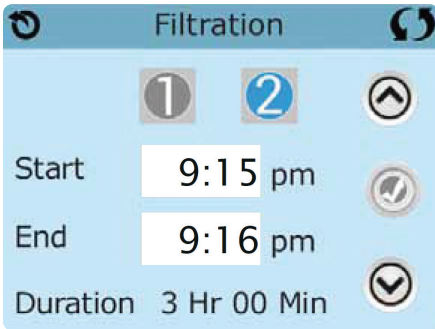 Filtration
1 2
Start 9:15 pm
End 9:16 pm
Duration 3 Hr 00 Min